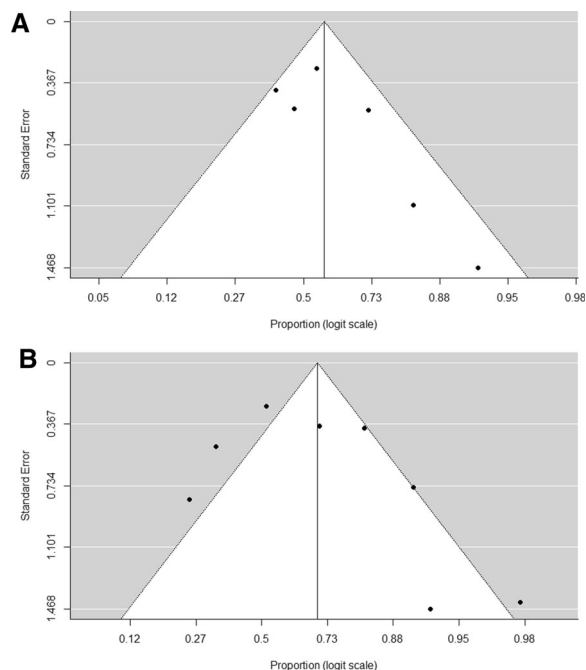 A
Standard Error
0
0.367
0.734
1.101
1.468
0.05 0.12 0.27 0.5 0.73 0.88 0.95 0.98
Proportion (logit scale)
B
Standard Error
0
0.367
0.734
1.101
1.468
0.12 0.27 0.5 0.73 0.88 0.95 0.98
Proportion (logit scale)